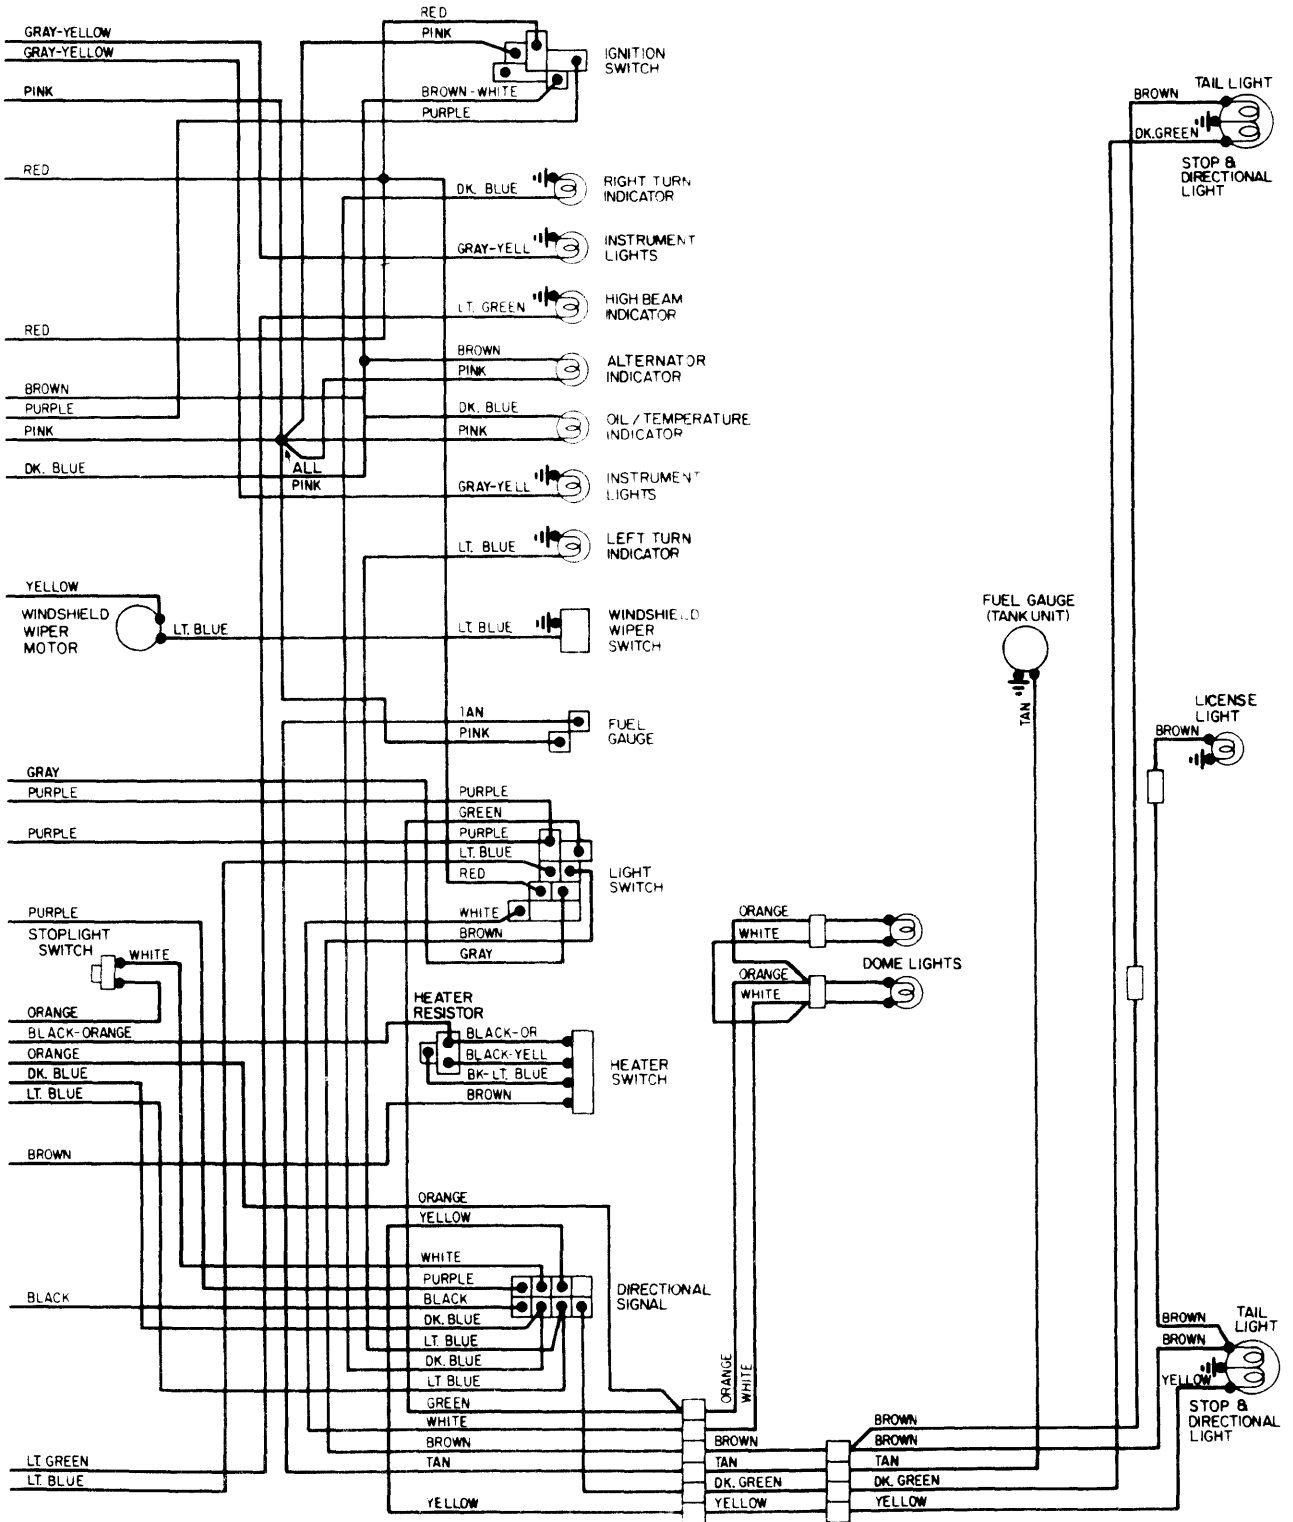 RED
GRAY-YELLOW
PINK
GRAY-YELLOW
IGNITION
SWITCH
PINK
BROWN-WHITE
PURPLE
TAIL LIGHT
BROWN
DK.GREEN
STOP &
DIRECTIONAL
LIGHT
RED
DK. BLUE
RIGHT TURN
INDICATOR
GRAY-YELL
INSTRUMENT
LIGHTS
LT. GREEN
HIGH BEAM
INDICATOR
RED
BROWN
PINK
ALTERNATOR
INDICATOR
BROWN
PURPLE
PINK
DK. BLUE
PINK
OIL/TEMPERATURE
INDICATOR
DK. BLUE
ALL
PINK
GRAY-YELL
INSTRUMENT
LIGHTS
LT. BLUE
LEFT TURN
INDICATOR
YELLOW
WINDSHIELD
WIPER
MOTOR
LT. BLUE
LT. BLUE
WINDSHIELD
WIPER
SWITCH
FUEL GAUGE
(TANK UNIT)
TAN
TAN
PINK
FUEL
GAUGE
LICENSE
LIGHT
BROWN
GRAY
PURPLE
PURPLE
PURPLE
GREEN
PURPLE
LT. BLUE
RED
WHITE
BROWN
GRAY
LIGHT
SWITCH
PURPLE
STOPLIGHT
SWITCH
WHITE
ORANGE
WHITE
DOME LIGHTS
ORANGE
WHITE
ORANGE
BLACK-ORANGE
ORANGE
DK. BLUE
LT. BLUE
HEATER
RESISTOR
BLACK-OR
BLACK-YELL
BK-LT. BLUE
BROWN
HEATER
SWITCH
BROWN
ORANGE
YELLOW
WHITE
PURPLE
BLACK
BLACK
DK. BLUE
LT. BLUE
DK. BLUE
LT BLUE
GREEN
WHITE
BROWN
TAN
YELLOW
DIRECTIONAL
SIGNAL
ORANGE
WHITE
BROWN
TAN
DK. GREEN
YELLOW
BROWN
BROWN
TAN
DK. GREEN
YELLOW
BROWN
BROWN
YELLOW
TAIL
LIGHT
STOP &
DIRECTIONAL
LIGHT
LT GREEN
LT. BLUE